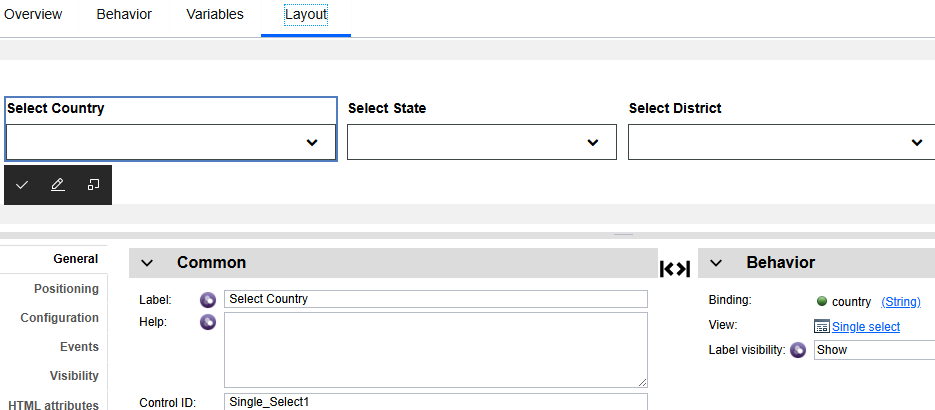 Overview Behavior Variables Layout
Select Country Select State Select District
General
Positioning
Configuration
Events
Visibility
HTML attributes
Common
Label: Select Country
Help:
Control ID: Single_Select1
Behavior
Binding: country (String)
View: Single select
Label visibility: Show